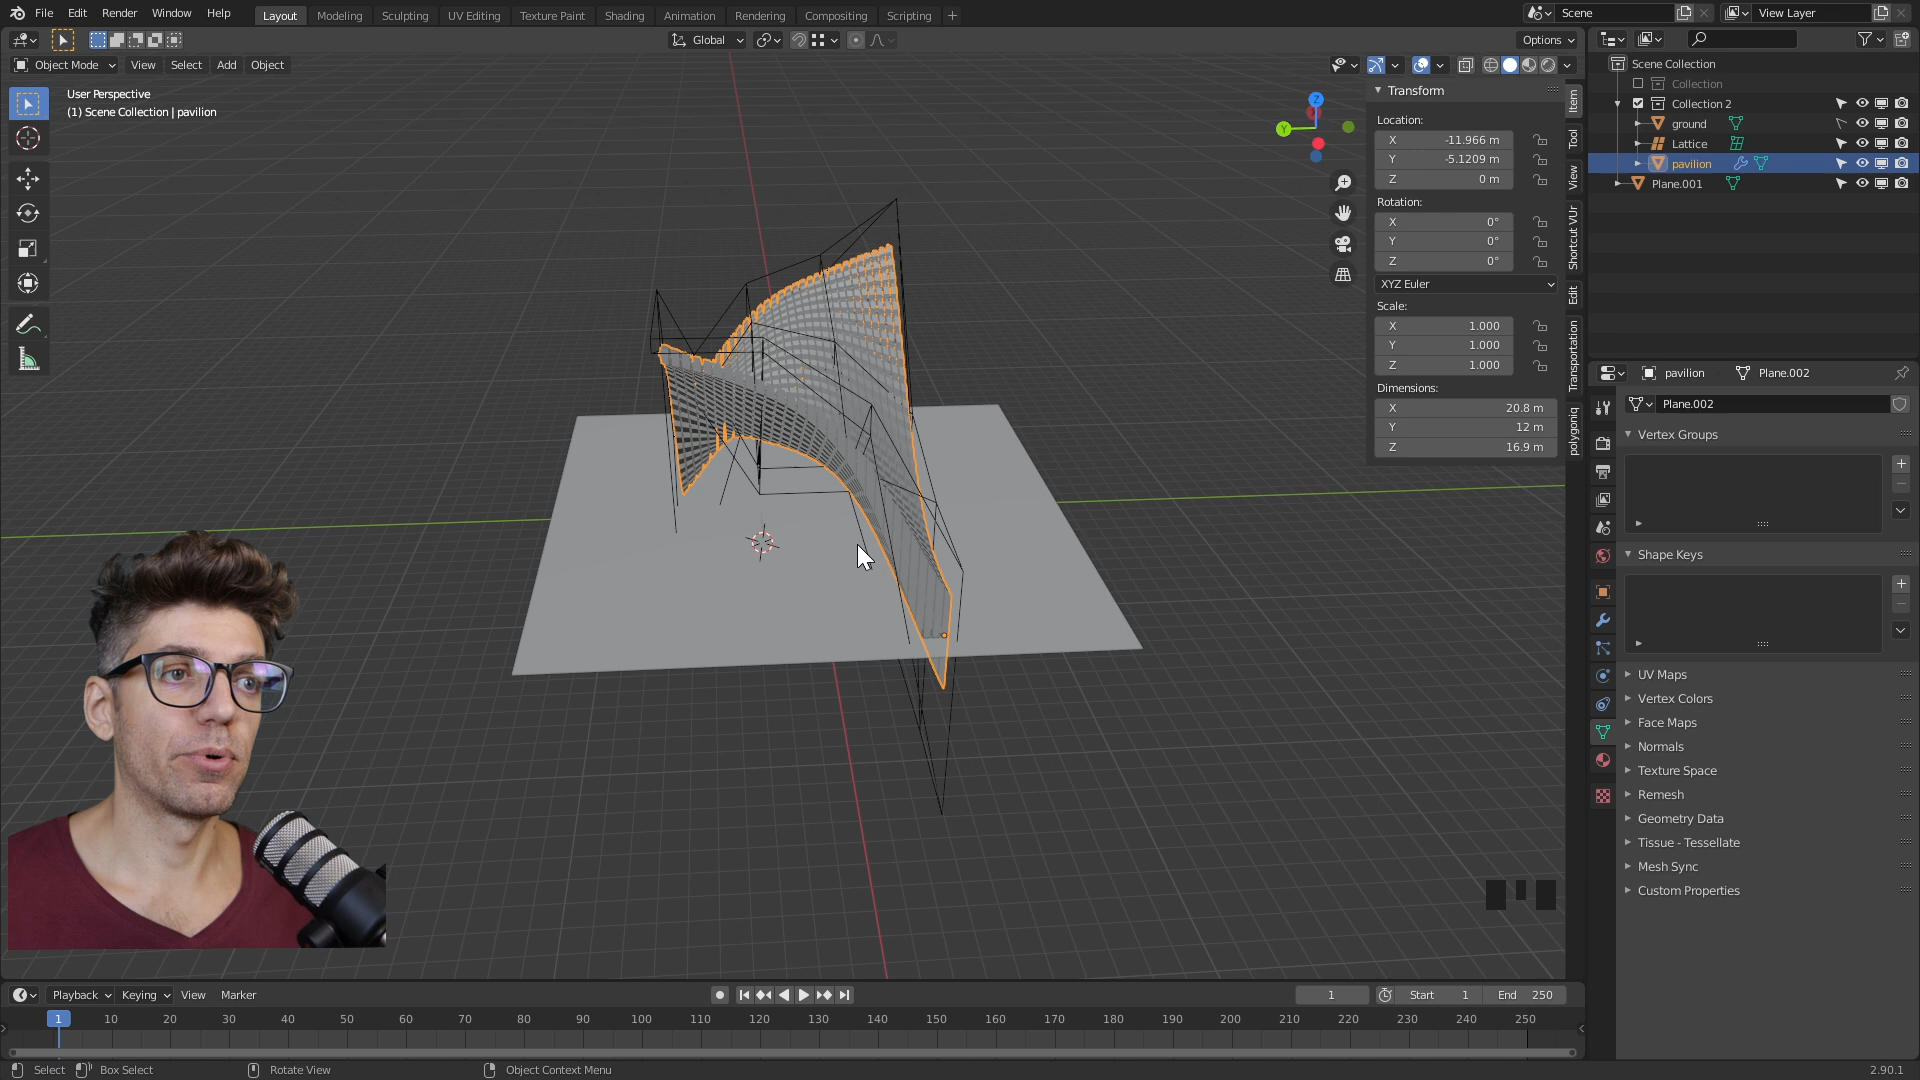 File Edit Render Window Help Layout Modeling Sculpting UV Editing Texture Paint Shading Animation Rendering Compositing Scripting + Scene View Layer
Global Options
Object Mode View Select Add Object
User Perspective
(1) Scene Collection | pavilion
Z
Y
Transform
Location:
X -11.966 m
Y -5.1209 m
Z 0 m
Rotation:
X 0°
Y 0°
Z 0°
XYZ Euler
Scale:
X 1.000
Y 1.000
Z 1.000
Dimensions:
X 20.8 m
Y 12 m
Z 16.9 m
Item
Tool
View
Shortcut VUr
Edit
Transportation
polygoniq
Scene Collection
Collection
Collection 2
ground
Lattice
pavilion
Plane.001
pavilion Plane.002
Plane.002
Vertex Groups
Shape Keys
UV Maps
Vertex Colors
Face Maps
Normals
Texture Space
Remesh
Geometry Data
Tissue - Tessellate
Mesh Sync
Custom Properties
Playback Keying View Marker 1 Start 1 End 250
1 10 20 30 40 50 60 70 80 90 100 110 120 130 140 150 160 170 180 190 200 210 220 230 240 250
Select Box Select Rotate View Object Context Menu 2.90.1